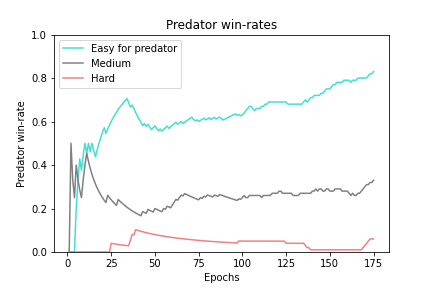 Predator win-rates
Predator win-rate
1.0
0.8
0.6
0.4
0.2
0.0
Easy for predator
Medium
Hard
0
25
50
75
100
125
150
175
Epochs